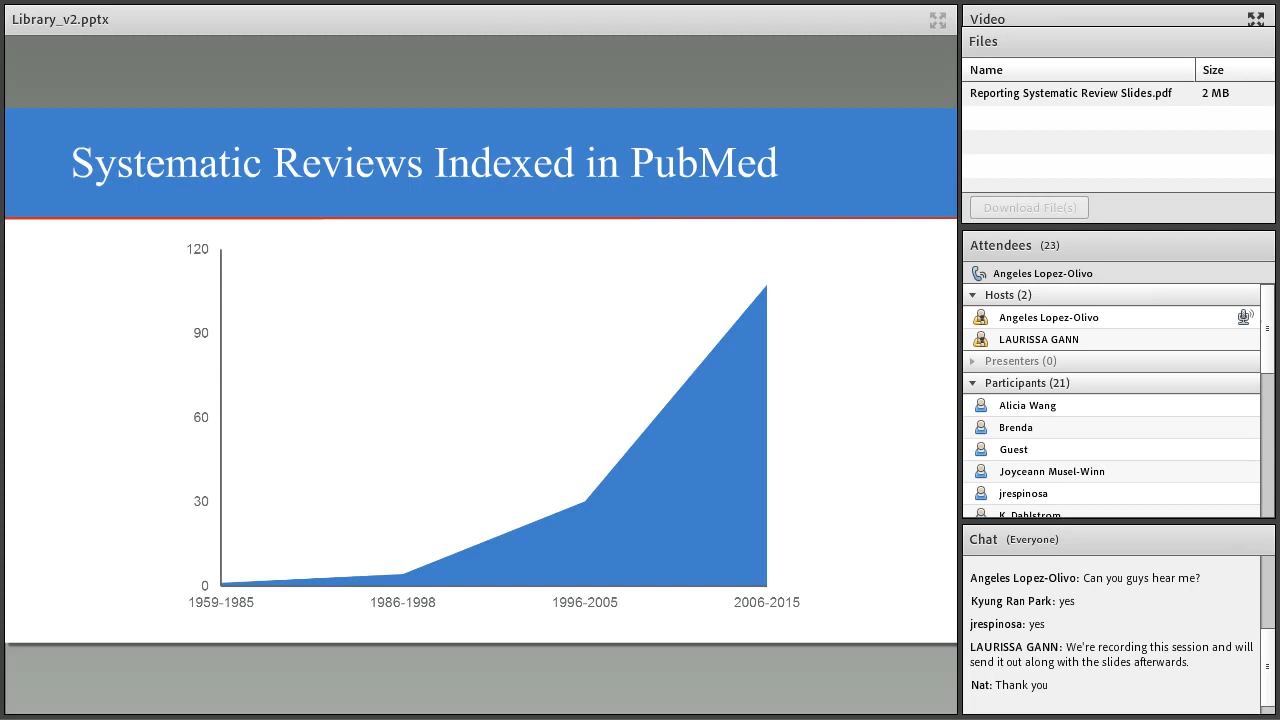 Library_v2.pptx
Systematic Reviews Indexed in PubMed
120
90
60
30
0
1959-1985 1986-1998 1996-2005 2006-2015
Video
Files
Name Size
Reporting Systematic Review Slides.pdf 2 MB
Download File(s)
Attendees (23)
Angeles Lopez-Olivo
Hosts (2)
Angeles Lopez-Olivo
LAURISSA GANN
Presenters (0)
Participants (21)
Alicia Wang
Brenda
Guest
Joyceann Musel-Winn
jrespinosa
K. Dahlstrom
Chat (Everyone)
Angeles Lopez-Olivo: Can you guys hear me?
Kyung Ran Park: yes
jrespinosa: yes
LAURISSA GANN: We're recording this session and will
send it out along with the slides afterwards.
Nat: Thank you